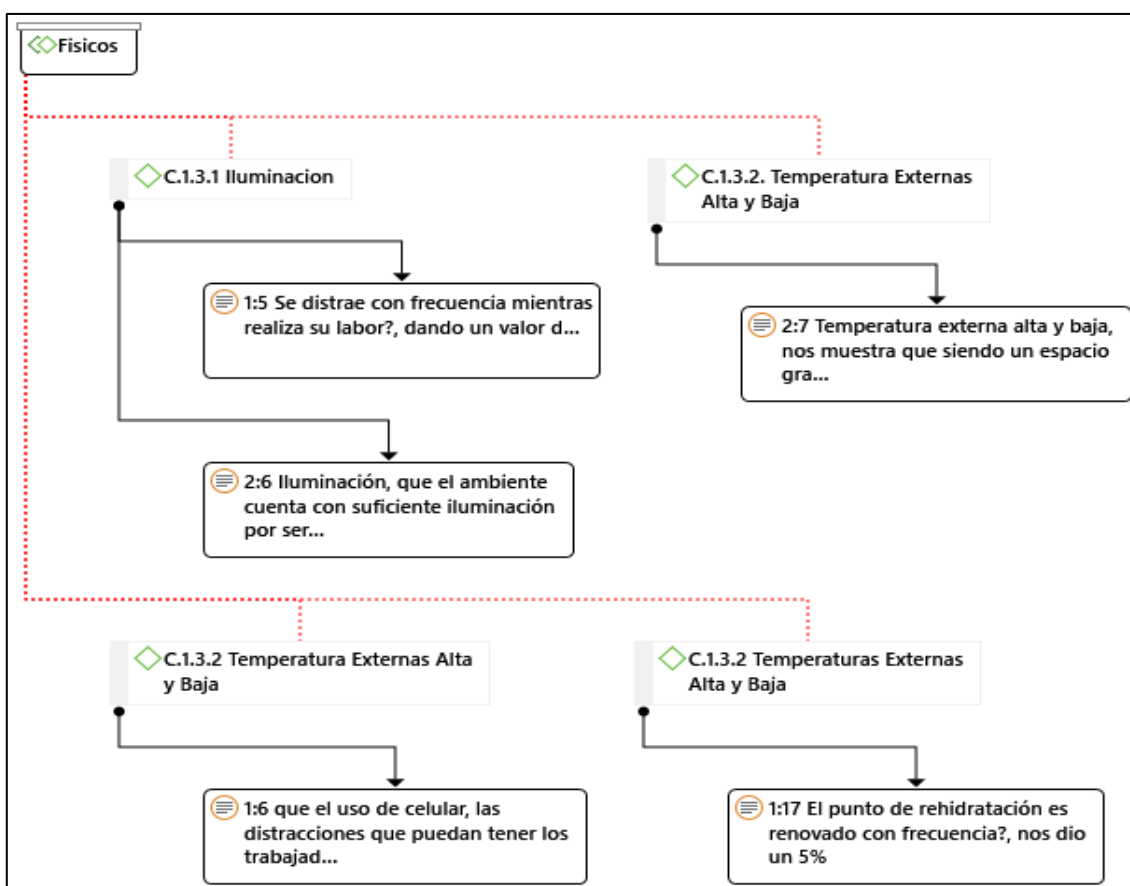 Fisicos
C.1.3.1 Iluminacion
C.1.3.2. Temperatura Externas
Alta y Baja
1:5 Se distrae con frecuencia mientras
realiza su labor?, dando un valor d...
2:7 Temperatura externa alta y baja,
nos muestra que siendo un espacio
gra...
2:6 Iluminación, que el ambiente
cuenta con suficiente iluminación
por ser...
C.1.3.2 Temperatura Externas Alta
y Baja
C.1.3.2 Temperaturas Externas
Alta y Baja
1:6 que el uso de celular, las
distracciones que puedan tener los
trabajad...
1:17 El punto de rehidratación es
renovado con frecuencia?, nos dio
un 5%